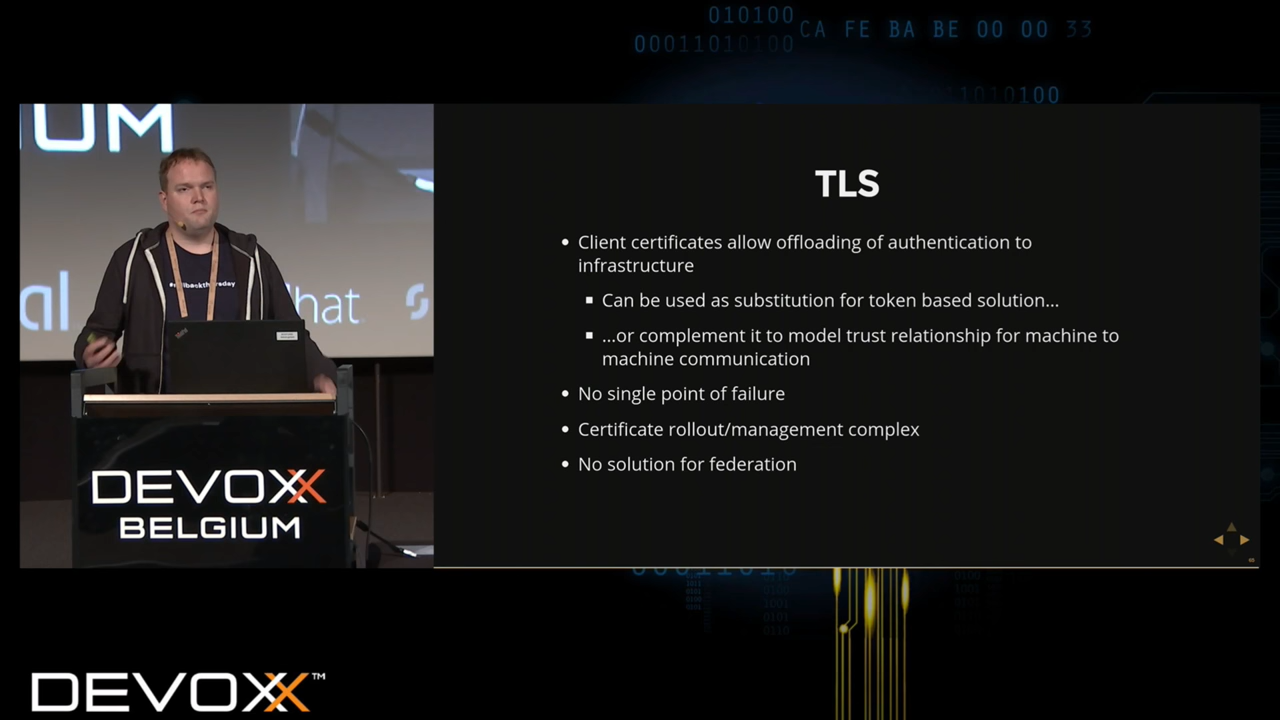 010100
00011010100
CA FE BA BE 00 00 33
11010100
UM
al
hat
TLS
• Client certificates allow offloading of authentication to
infrastructure
▪ Can be used as substitution for token based solution...
▪ ...or complement it to model trust relationship for machine to
machine communication
• No single point of failure
• Certificate rollout/management complex
• No solution for federation
DEVOXX
BELGIUM
DEVOXX™